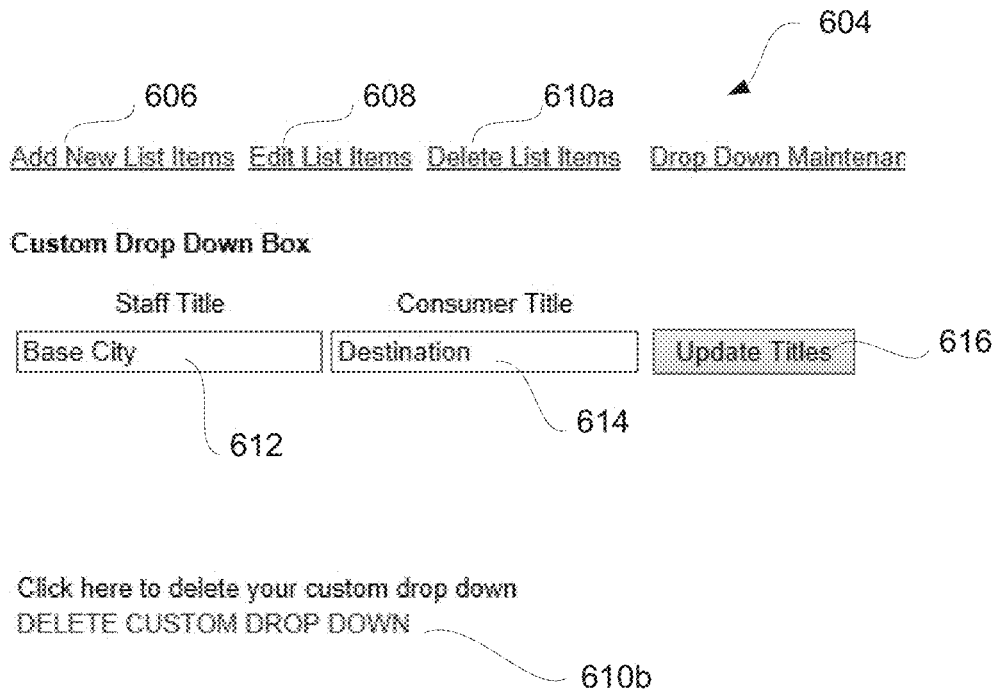 604
606 608 610a
Add New List Items Edit List Items Delete List Items Drop Down Maintenan
Custom Drop Down Box
Staff Title Consumer Title
Base City Destination Update Titles 616
612 614
Click here to delete your custom drop down
DELETE CUSTOM DROP DOWN
610b